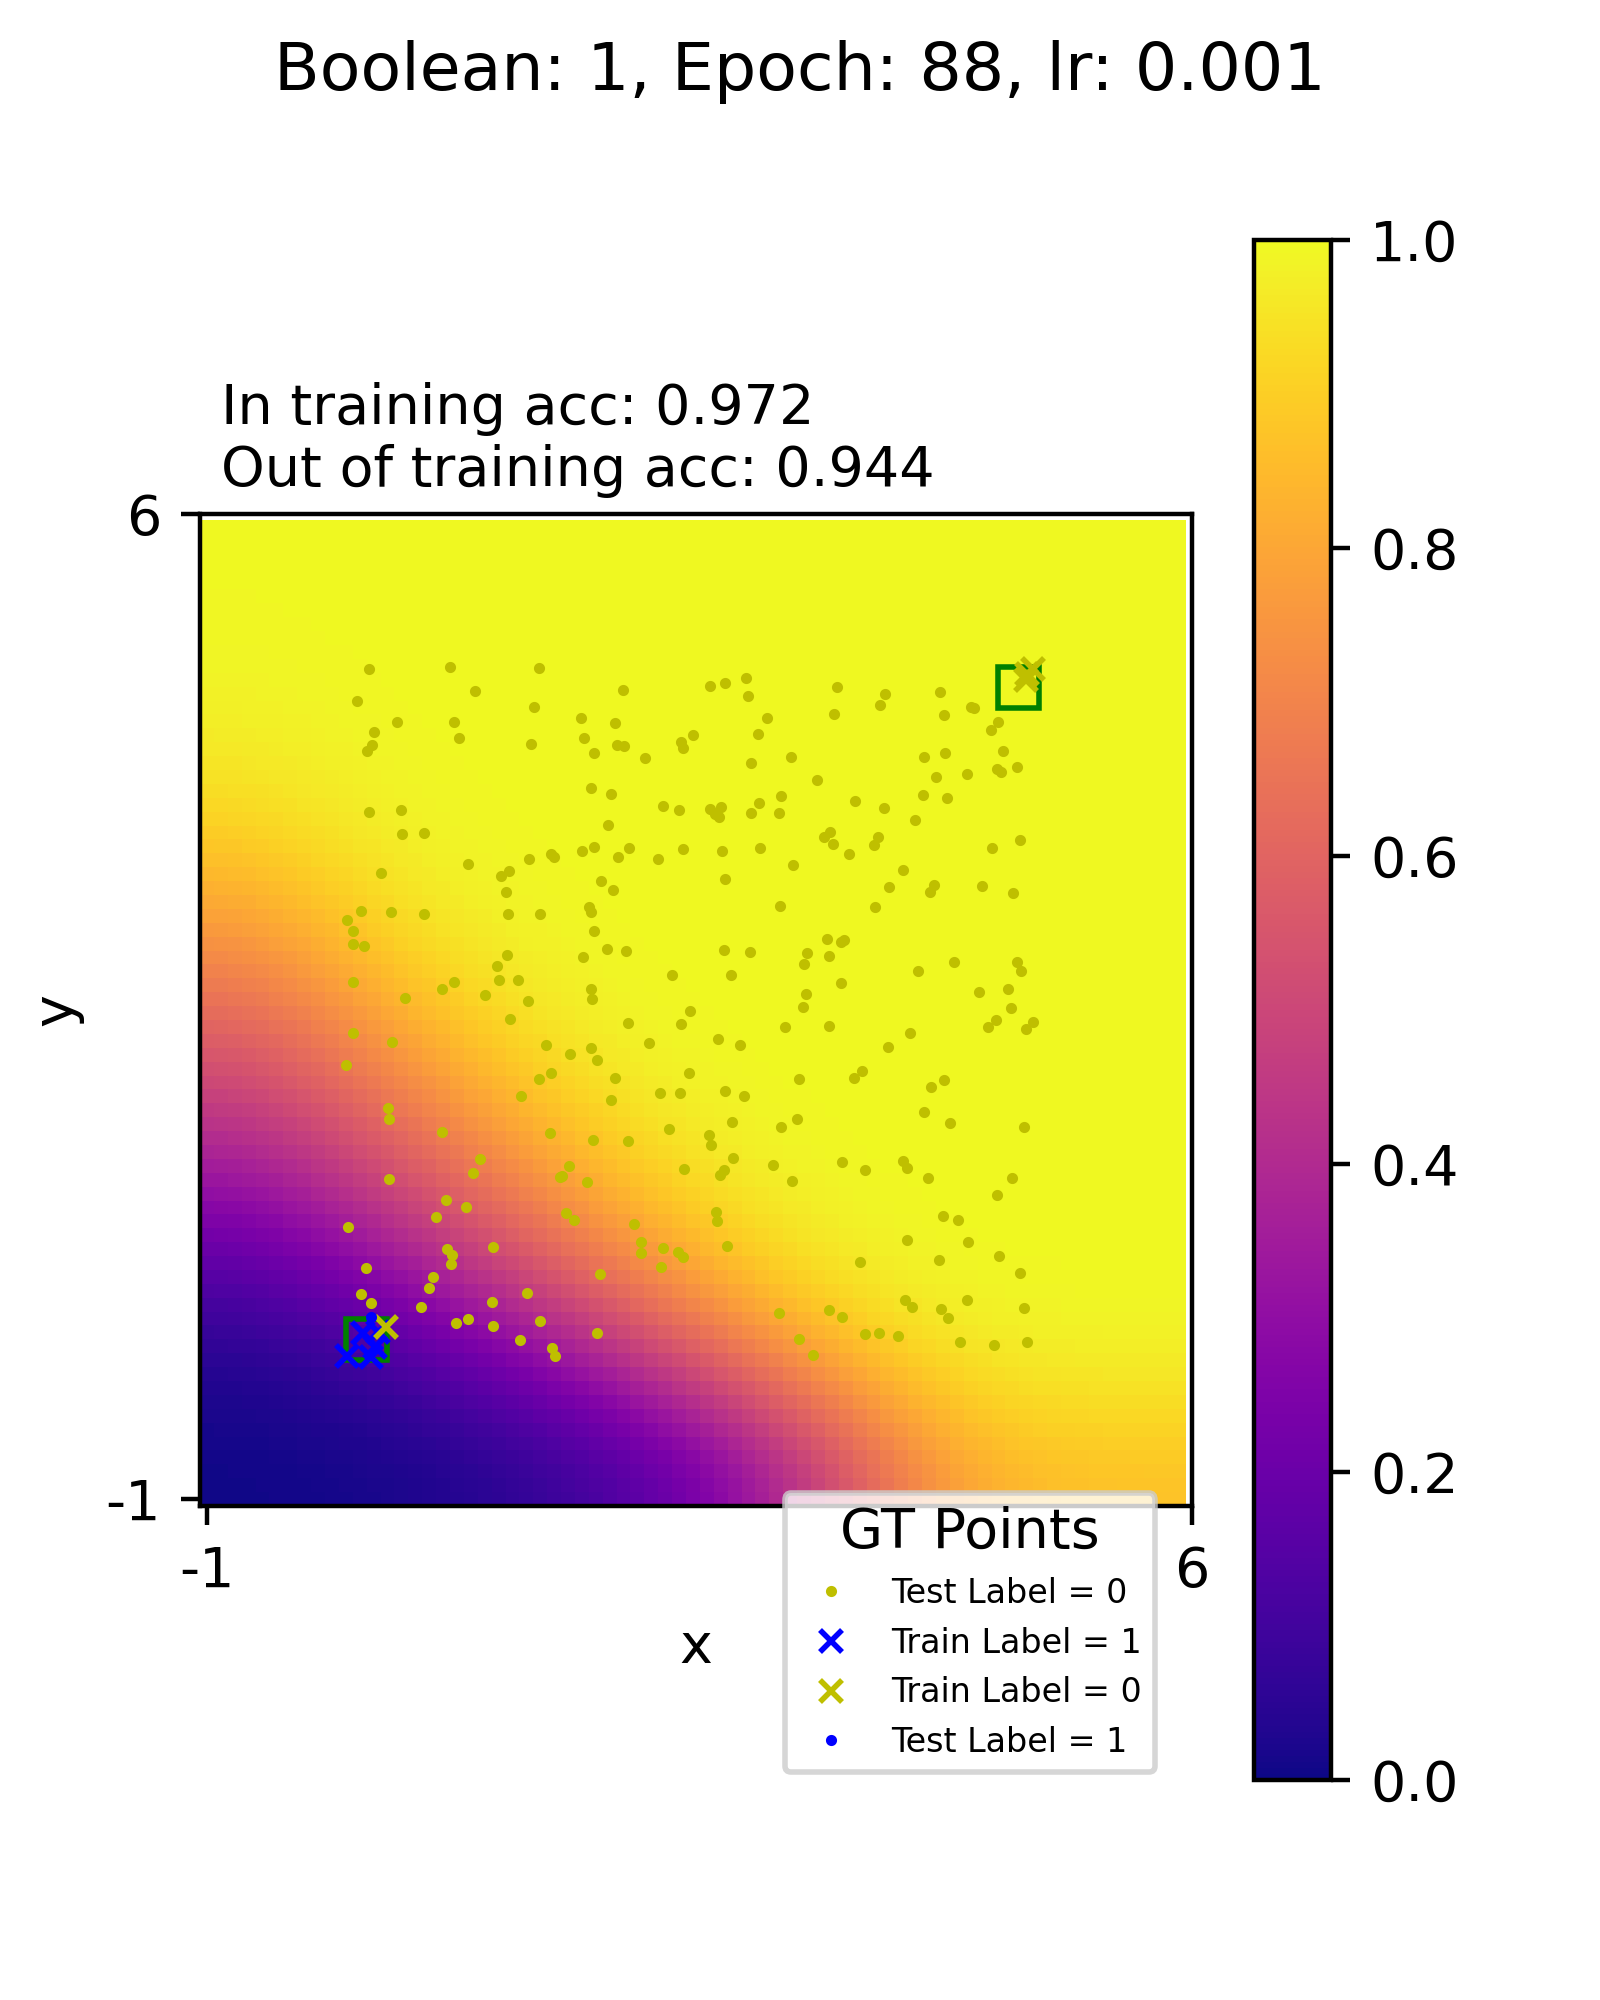 Boolean: 1, Epoch: 88, lr: 0.001
In training acc: 0.972
Out of training acc: 0.944
6
y
-1
-1
6
x
GT Points
Test Label = 0
Train Label = 1
Train Label = 0
Test Label = 1
1.0
0.8
0.6
0.4
0.2
0.0